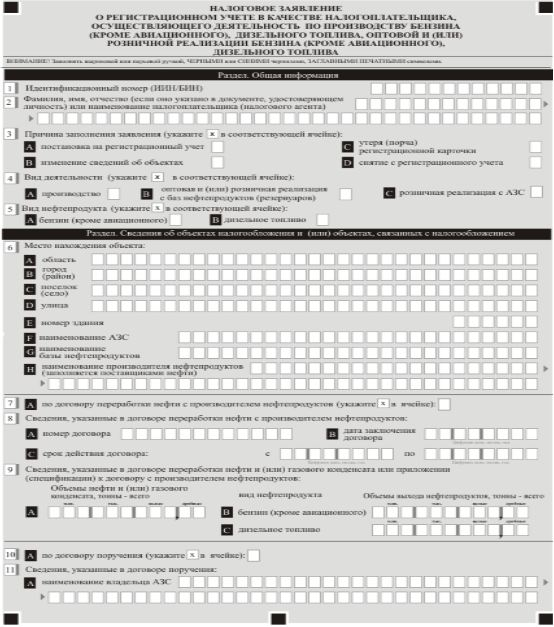 НАЛОГОВОЕ ЗАЯВЛЕНИЕ
О РЕГИСТРАЦИОННОМ УЧЕТЕ В КАЧЕСТВЕ НАЛОГОПЛАТЕЛЬЩИКА,
ОСУЩЕСТВЛЯЮЩЕГО ДЕЯТЕЛЬНОСТЬ ПО ПРОИЗВОДСТВУ БЕНЗИНА
(КРОМЕ АВИАЦИОННОГО), ДИЗЕЛЬНОГО ТОПЛИВА, ОПТОВОЙ И (ИЛИ)
РОЗНИЧНОЙ РЕАЛИЗАЦИИ БЕНЗИНА (КРОМЕ АВИАЦИОННОГО),
ДИЗЕЛЬНОГО ТОПЛИВА
ВНИМАНИЕ! Заполнять шариковой или перьевой ручкой, ЧЕРНЫМИ или СИНИМИ чернилами, ЗАГЛАВНЫМИ ПЕЧАТНЫМИ символами.
Раздел. Общая информация
1 Идентификационный номер (ИИН/БИН)
2 Фамилия, имя, отчество (если оно указано в документе, удостоверяющем
личность) или наименование налогоплательщика (налогового агента)
3 Причина заполнения заявления (укажите x в соответствующей ячейке):
A постановка на регистрационный учет C утеря (порча)
регистрационной карточки
B изменение сведений об объектах D снятие с регистрационного учета
4 Вид деятельности (укажите x в соответствующей ячейке):
A производство B оптовая и (или) розничная реализация
с баз нефтепродуктов (резервуаров) C розничная реализация с АЗС
5 Вид нефтепродукта (укажите x в соответствующей ячейке):
A бензин (кроме авиационного) B дизельное топливо
Раздел. Сведения об объектах налогообложения и (или) объектах, связанных с налогообложением
6 Место нахождения объекта:
A область
B город
(район)
C поселок
(село)
D улица
E номер здания
F наименование АЗС
G наименование
базы нефтепродуктов
H наименование производителя нефтепродуктов
(заполняется поставщиками нефти)
7 A по договору переработки нефти с производителем нефтепродуктов (укажите x в ячейке):
8 Сведения, указанные в договоре переработки нефти с производителем нефтепродуктов:
A номер договора B дата заключения
договора
C срок действия договора: с по
9 Сведения, указанные в договоре переработки нефти и (или) газового конденсата или приложении
(спецификации) к договору с производителем нефтепродуктов:
Объемы нефти и (или) газового
конденсата, тонны - всего вид нефтепродукта Объемы выхода нефтепродуктов, тонны - всего
млн. тыс. целые дробные
A B бензин (кроме авиационного)
C дизельное топливо
10 A по договору поручения (укажите x в ячейке):
11 Сведения, указанные в договоре поручения:
A наименование владельца АЗС